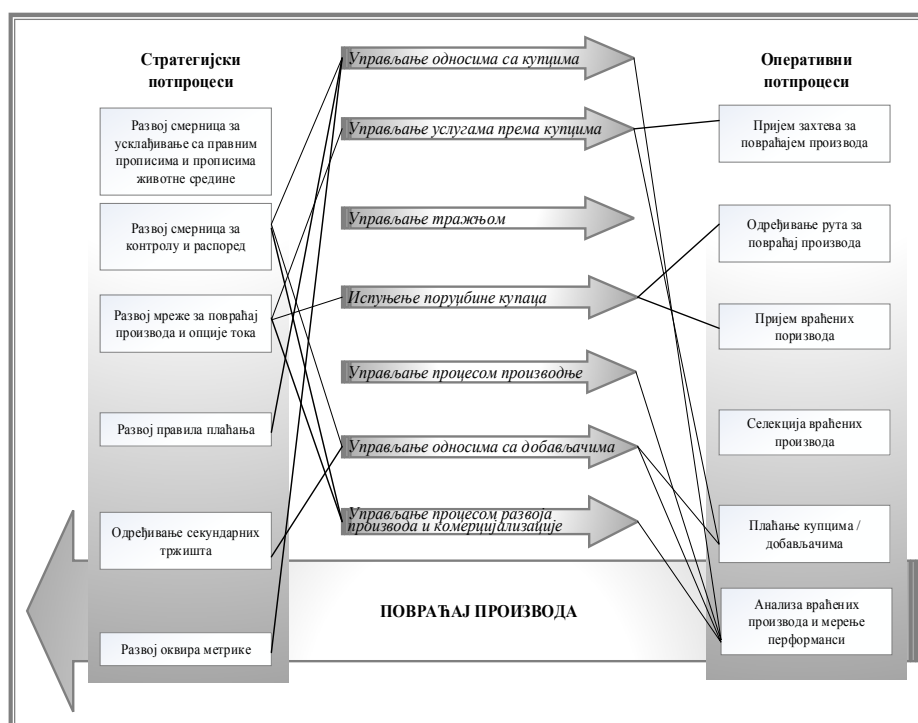 Стратегијски
потпроцеси
Развој смерница за
усклађивање са правним
прописима и прописима
животне средине
Развој смерница за
контролу и распоред
Развој мреже за повраћај
производа и опције тока
Развој правила плаћања
Одређивање секундарних
тржишта
Развој оквира метрике
Управљање односима са купцима
Управљање услугама према купцима
Управљање тражњом
Испуњење поруџбине купаца
Управљање процесом производње
Управљање односима са добављачима
Управљање процесом развоја
производа и комерцијализације
ПОВРАЋАЈ ПРОИЗВОДА
Оперативни
потпроцеси
Пријем захтева за
повраћајем производа
Одређивање рута за
повраћај производа
Пријем враћених
поризвода
Селекција враћених
производа
Плаћање купцима /
добављачима
Анализа враћених
производа и мерење
перформанси